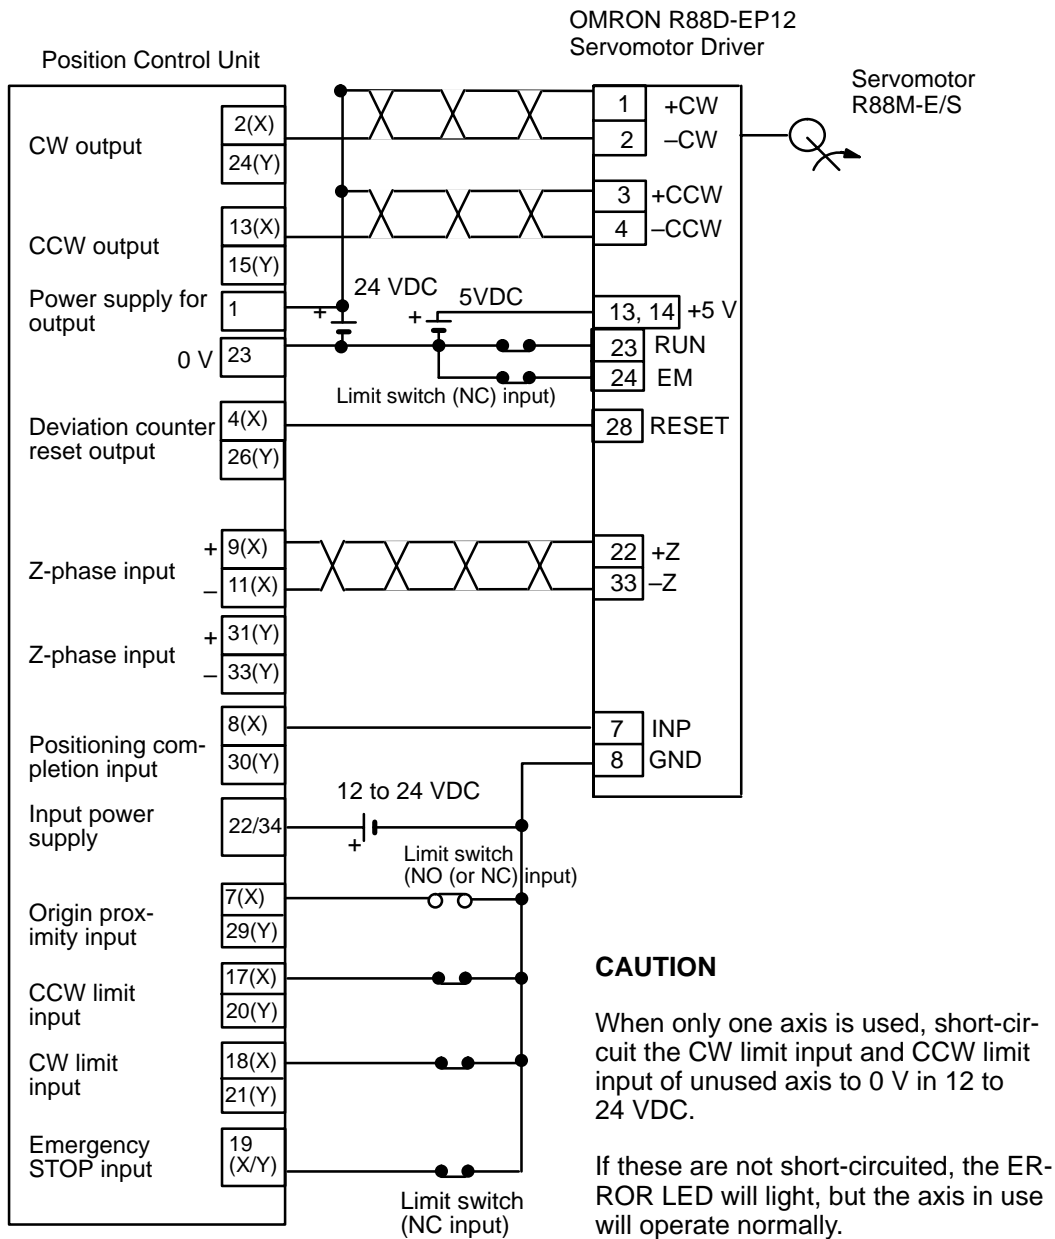 OMRON R88D-EP12
Servomotor Driver
Position Control Unit
Servomotor
R88M-E/S
CW output
2(X)
24(Y)
1 +CW
2 –CW
CCW output
13(X)
15(Y)
3 +CCW
4 –CCW
Power supply for
output
1
24 VDC
+
5VDC
+
13, 14 +5 V
0 V 23
23 RUN
24 EM
Limit switch (NC) input)
Deviation counter
reset output
4(X)
26(Y)
28 RESET
Z-phase input
+ 9(X)
– 11(X)
22 +Z
33 –Z
Z-phase input
+ 31(Y)
– 33(Y)
Positioning com-
pletion input
8(X)
30(Y)
7 INP
8 GND
Input power
supply
22/34
12 to 24 VDC
+
Limit switch
(NO (or NC) input)
Origin prox-
imity input
7(X)
29(Y)
CCW limit
input
17(X)
20(Y)
CW limit
input
18(X)
21(Y)
Emergency
STOP input
19
(X/Y)
Limit switch
(NC input)
CAUTION
When only one axis is used, short-cir-
cuit the CW limit input and CCW limit
input of unused axis to 0 V in 12 to
24 VDC.
If these are not short-circuited, the ER-
ROR LED will light, but the axis in use
will operate normally.